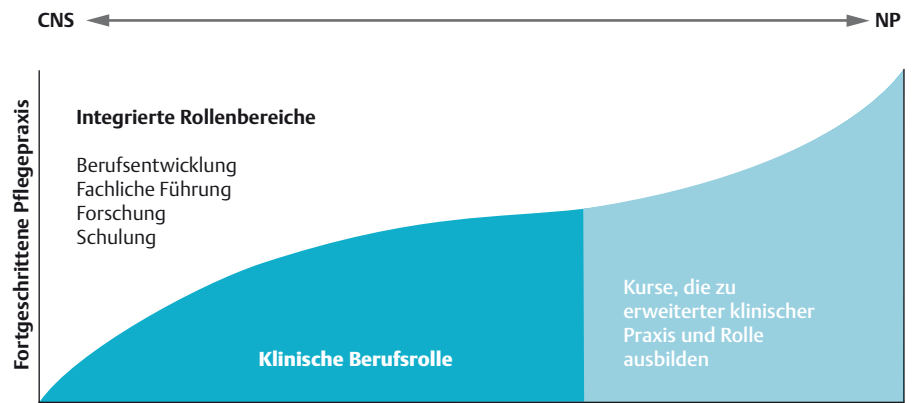 CNS
NP
Fortgeschrittene Pflegepraxis
Integrierte Rollenbereiche
Berufsentwicklung
Fachliche Führung
Forschung
Schulung
Klinische Berufsrolle
Kurse, die zu
erweiterter klinischer
Praxis und Rolle
ausbilden